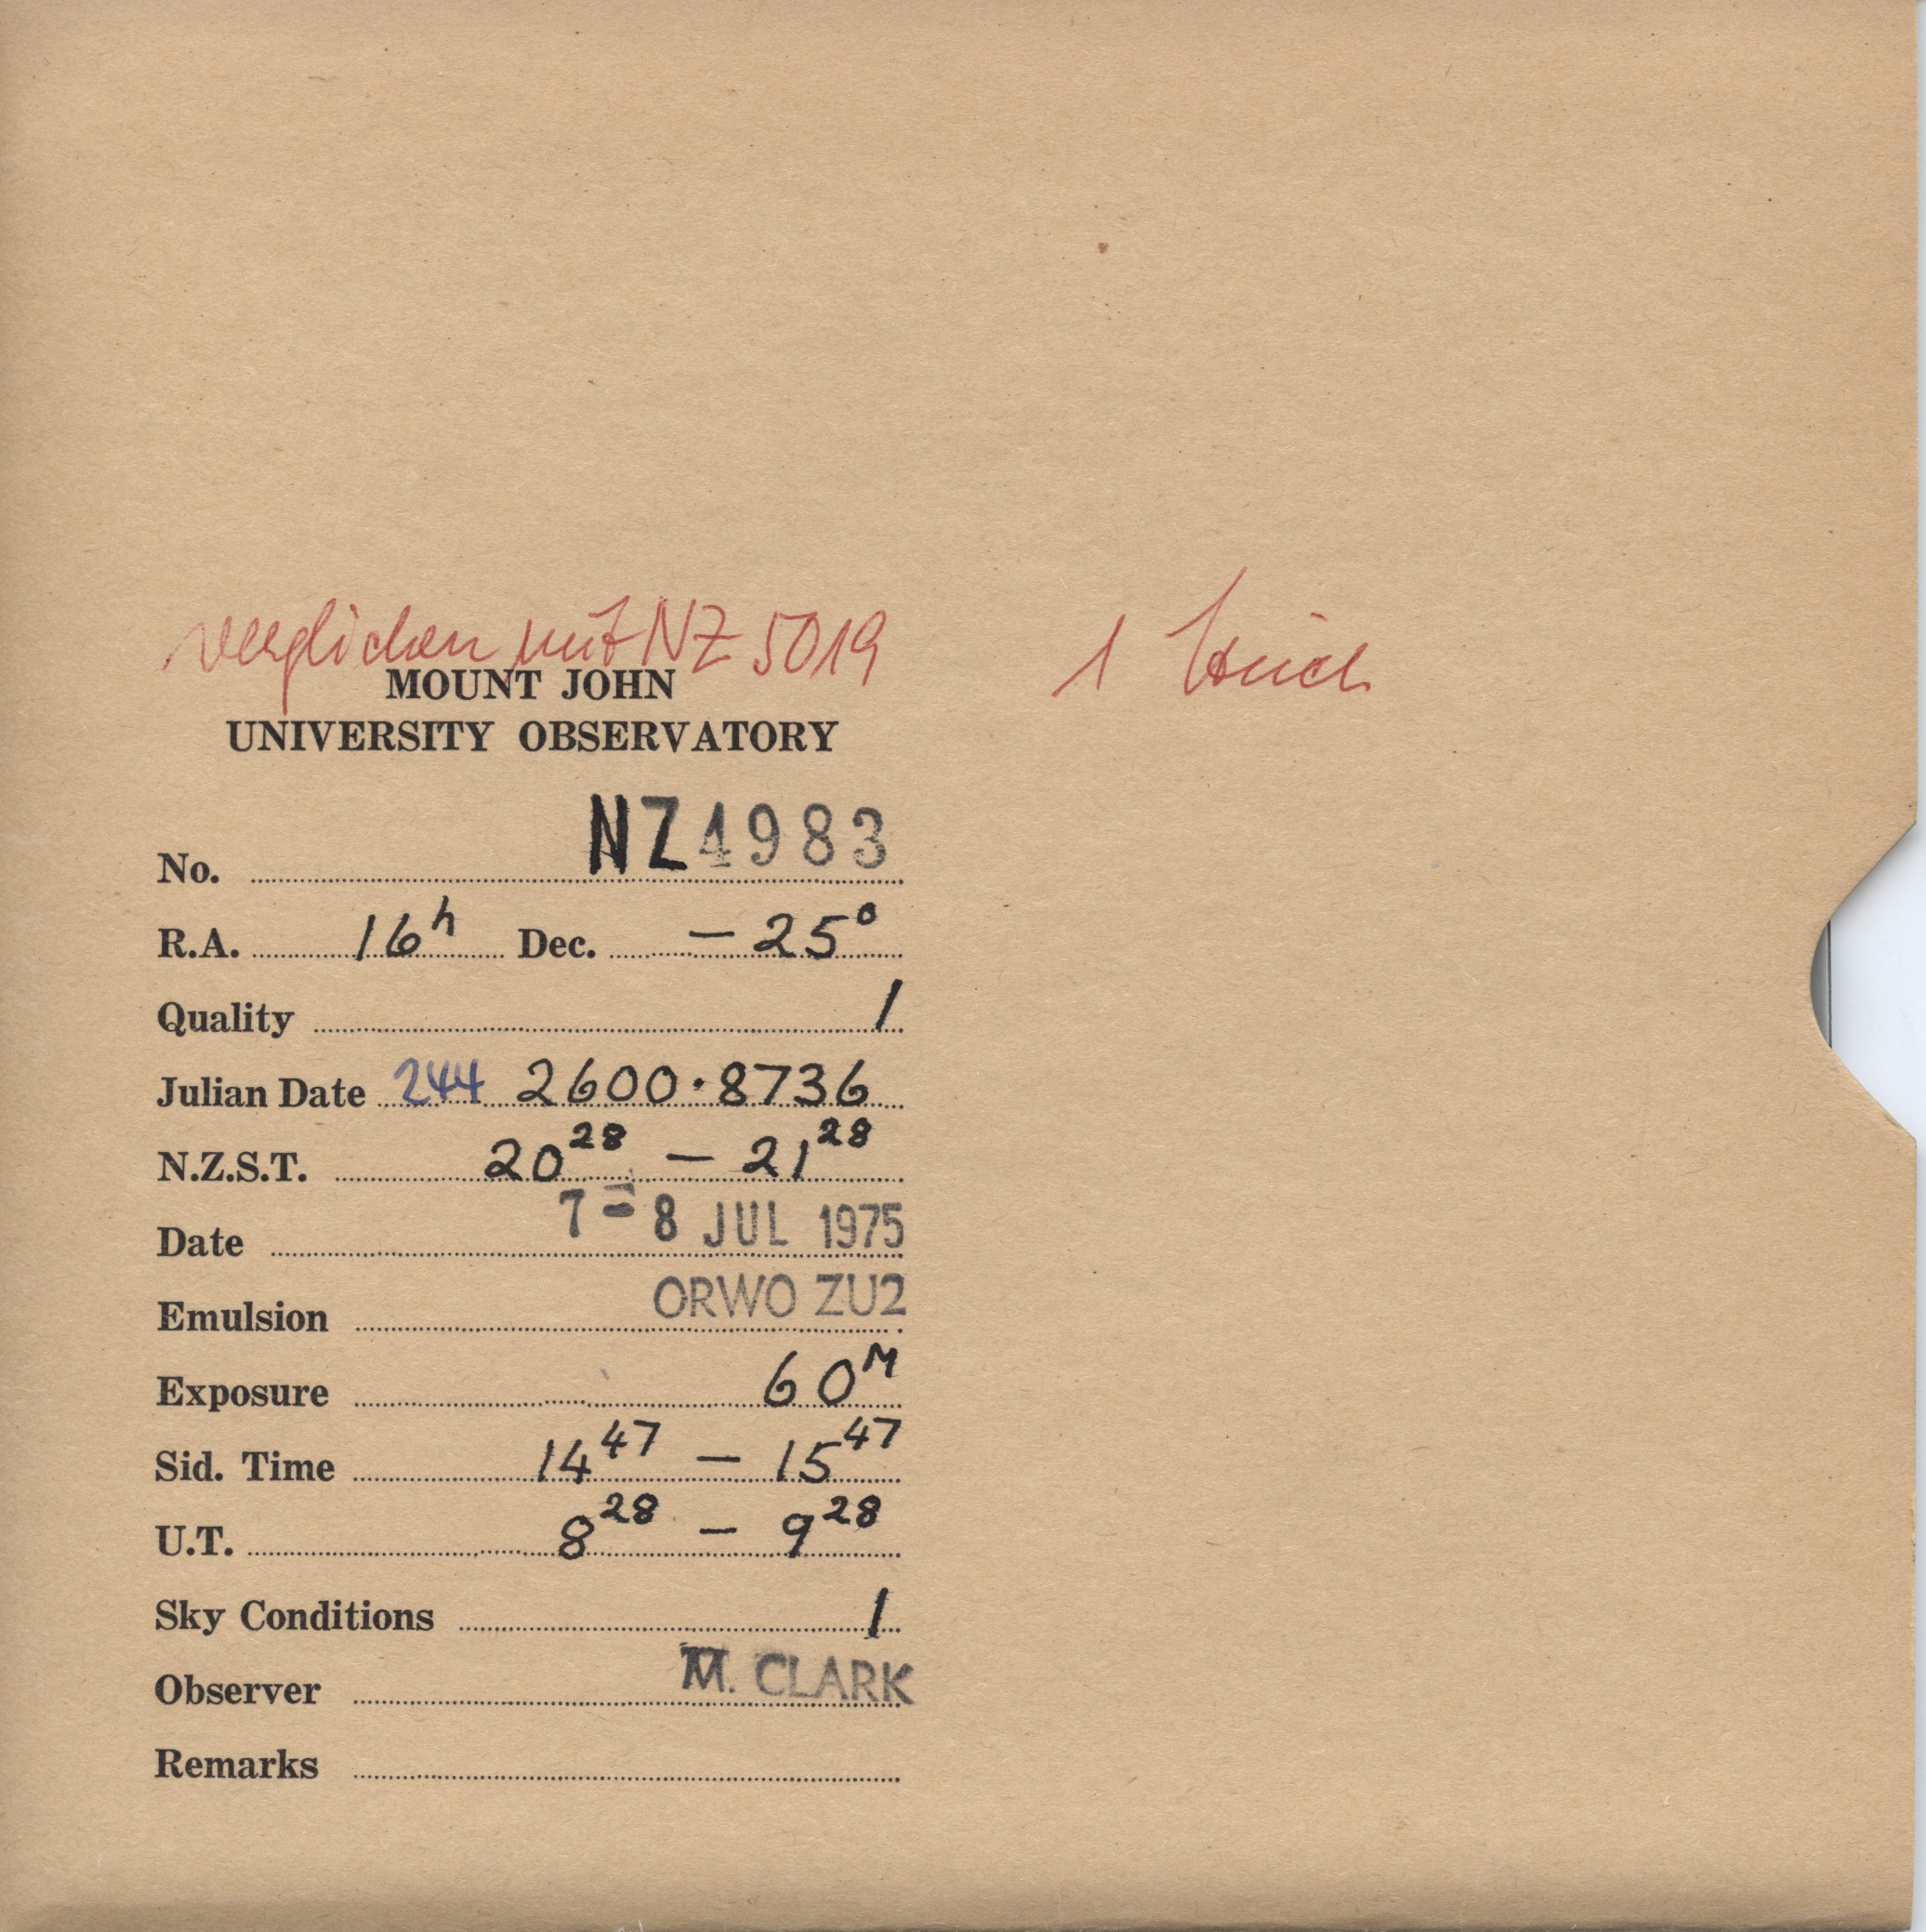 verglichen mit NZ 5019
1 Strich
MOUNT JOHN
UNIVERSITY OBSERVATORY
No. NZ4983
R.A. 16h Dec. -25°
Quality 1
Julian Date 244 2600.8736
N.Z.S.T. 20 28 - 21 28
Date 7-8 JUL 1975
Emulsion ORWO ZU2
Exposure 60M
Sid. Time 14 47 - 15 47
U.T. 8 28 - 9 28
Sky Conditions 1
Observer M. CLARK
Remarks